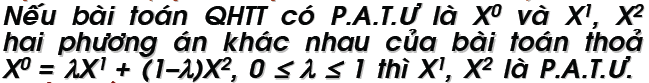 Nếu bài toán QHTT có P.A.T.Ư là X⁰ và X¹, X²
hai phương án khác nhau của bài toán thoả
X⁰ = λX¹ + (1–λ)X², 0 ≤ λ ≤ 1 thì X¹, X² là P.A.T.Ư.